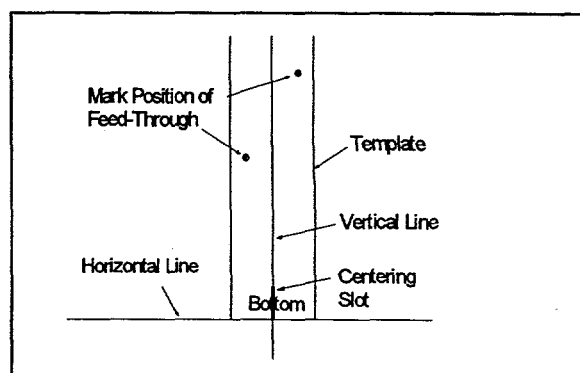 Mark Position of
Feed-Through
Template
Vertical Line
Horizontal Line
Centering
Slot
Bottom